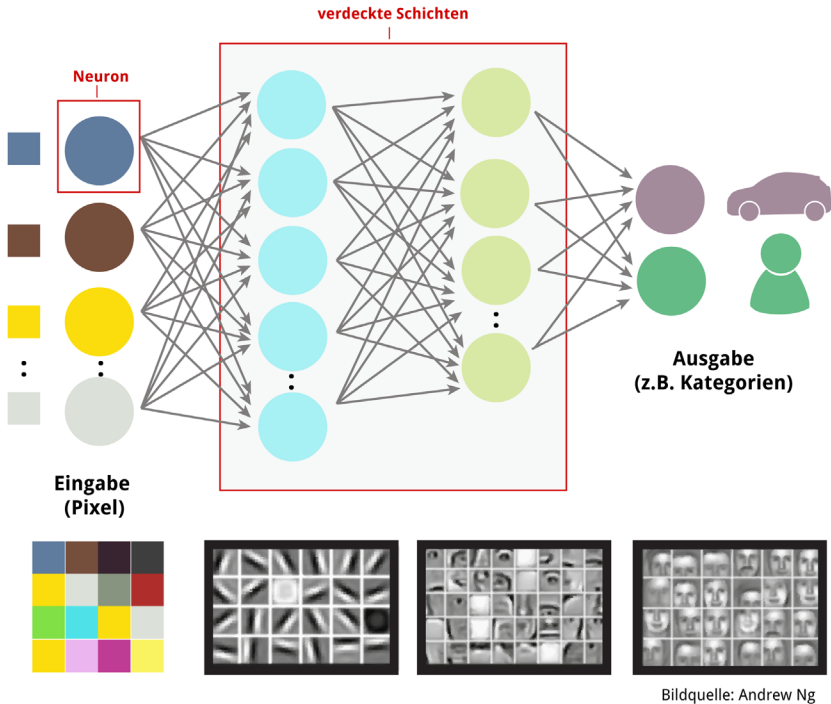 verdeckte Schichten
Neuron
Ausgabe
(z.B. Kategorien)
Eingabe
(Pixel)
Bildquelle: Andrew Ng